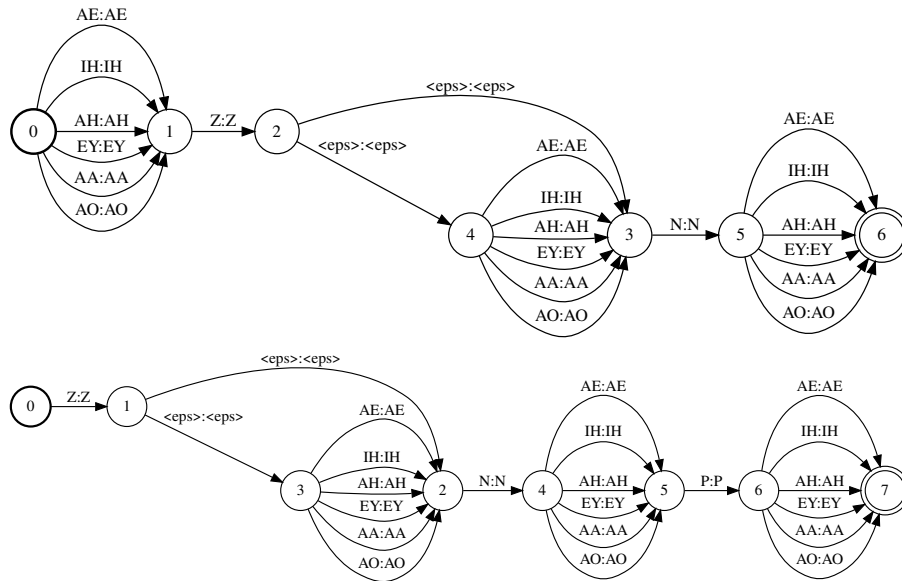 AE:AE
IH:IH
0 AH:AH 1 Z:Z 2
EY:EY
AA:AA
AO:AO
<eps>:<eps>
<eps>:<eps>
AE:AE
IH:IH
4 AH:AH 3 N:N 5
EY:EY
AA:AA
AO:AO
AE:AE
IH:IH
AH:AH 6
EY:EY
AA:AA
AO:AO
0 Z:Z 1
<eps>:<eps>
<eps>:<eps>
AE:AE
IH:IH
3 AH:AH 2 N:N 4
EY:EY
AA:AA
AO:AO
AE:AE
IH:IH
AH:AH 5 P:P 6
EY:EY
AA:AA
AO:AO
AE:AE
IH:IH
AH:AH 7
EY:EY
AA:AA
AO:AO